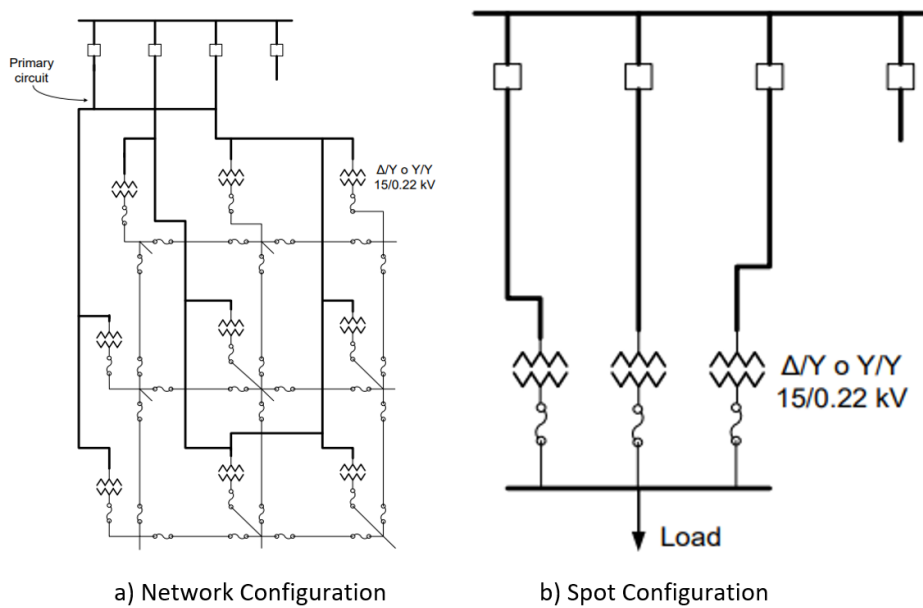 Primary
circuit
Δ/Y o Y/Y
15/0.22 kV
Δ/Y o Y/Y
15/0.22 kV
Load
a) Network Configuration
b) Spot Configuration